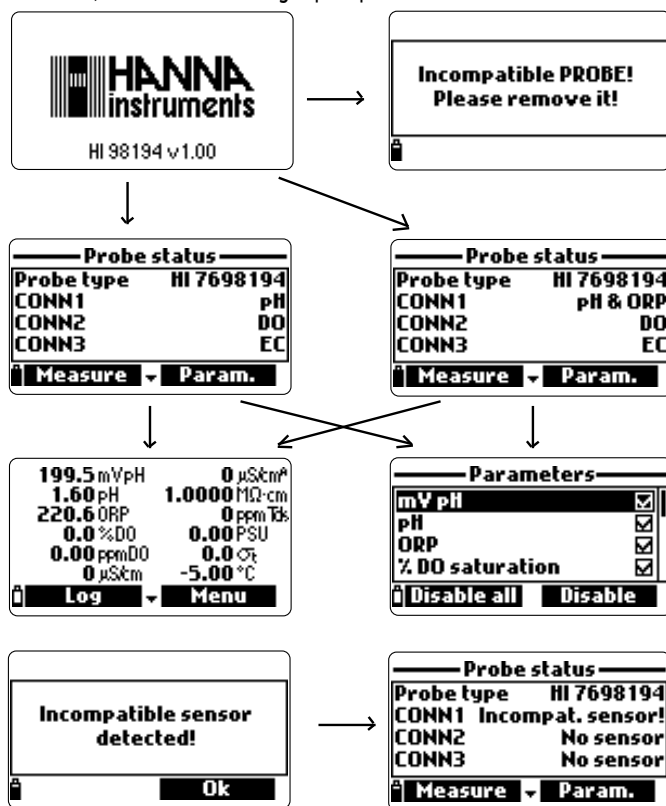 HANNA
instruments
HI 98194 v1.00
Incompatible PROBE!
Please remove it!
Probe status
Probe type HI 7698194
CONN1 pH
CONN2 DO
CONN3 EC
Measure Param.
Probe status
Probe type HI 7698194
CONN1 pH & ORP
CONN2 DO
CONN3 EC
Measure Param.
199.5 mVpH 0 µS/cmᴬ
1.60 pH 1.0000 MΩ·cm
220.6 ORP 0 ppm Tds
0.0 %DO 0.00 PSU
0.00 ppmDO 0.0 σt
0 µS/cm -5.00 °C
Log Menu
Parameters
mV pH
pH
ORP
% DO saturation
Disable all Disable
Incompatible sensor
detected!
Ok
Probe status
Probe type HI 7698194
CONN1 Incompat. sensor!
CONN2 No sensor
CONN3 No sensor
Measure Param.